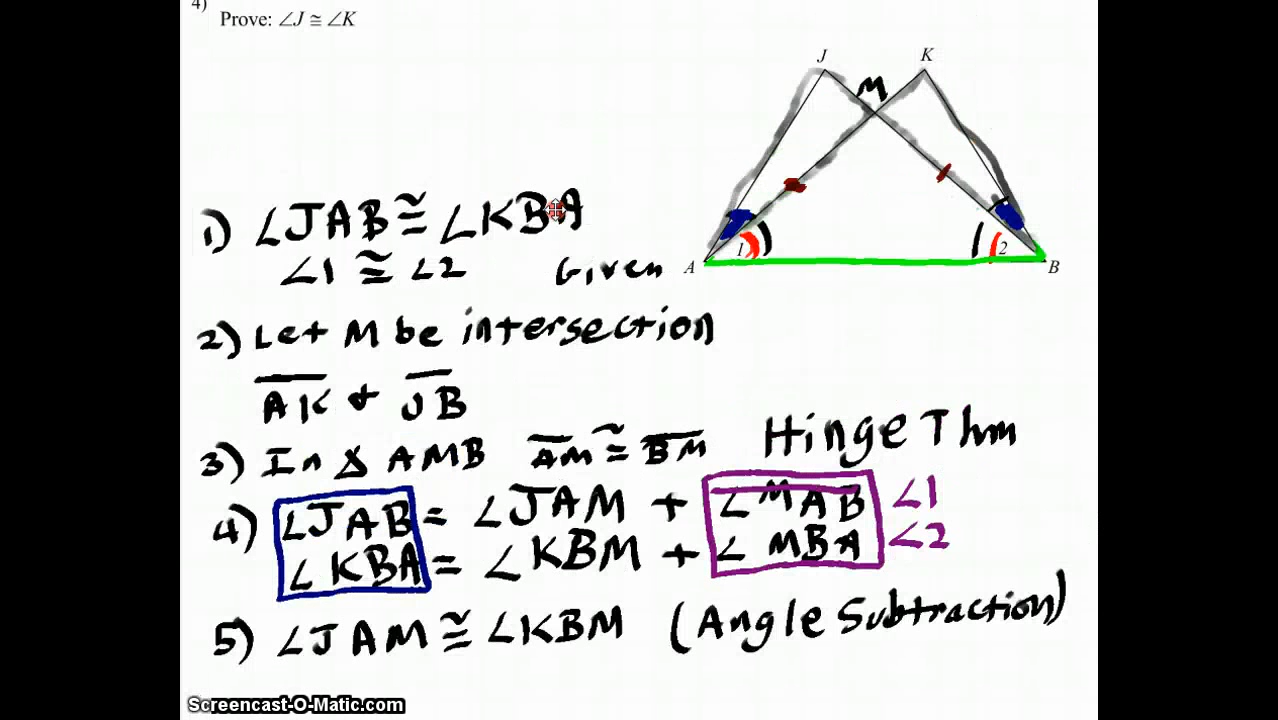 4)
Prove: ∠J ≅ ∠K
J
K
M
1
2
A
B
1) ∠JAB ≅ ∠KBA
∠1 ≅ ∠2 Given
2) Let M be intersection
AK + JB
3) In △ AMB AM ≅ BM Hinge Thm
4) ∠JAB = ∠JAM + ∠MAB ∠1
∠KBA = ∠KBM + ∠MBA ∠2
5) ∠JAM ≅ ∠KBM (Angle Subtraction)
Screencast-O-Matic.com